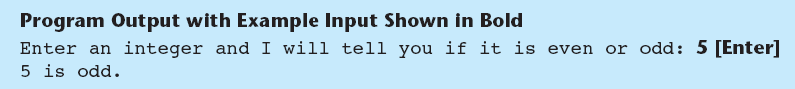 Program Output with Example Input Shown in Bold
Enter an integer and I will tell you if it is even or odd: 5 [Enter]
5 is odd.